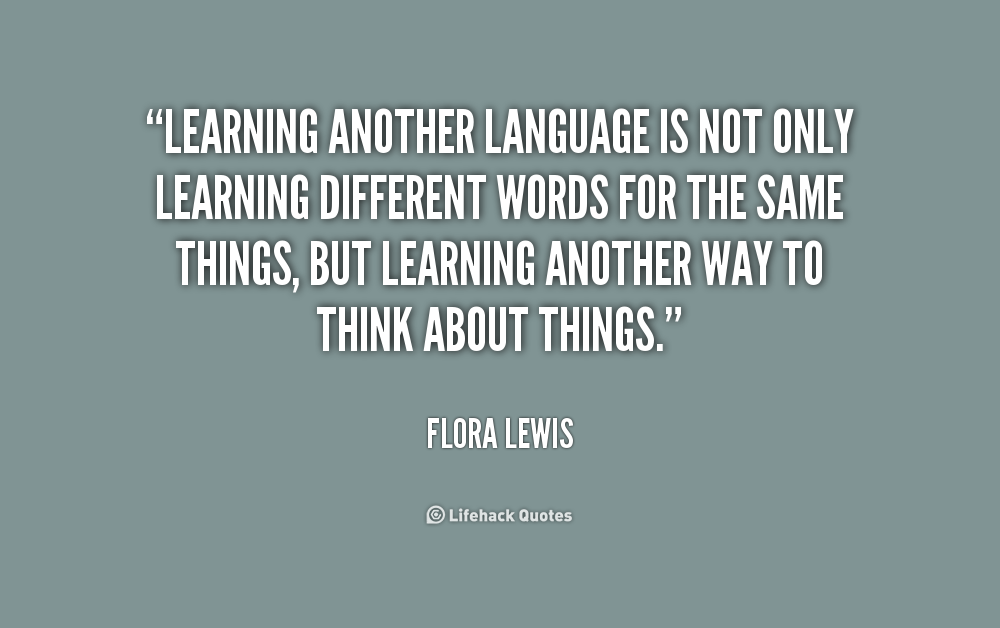 “LEARNING ANOTHER LANGUAGE IS NOT ONLY
LEARNING DIFFERENT WORDS FOR THE SAME
THINGS, BUT LEARNING ANOTHER WAY TO
THINK ABOUT THINGS.”
FLORA LEWIS
Lifehack Quotes